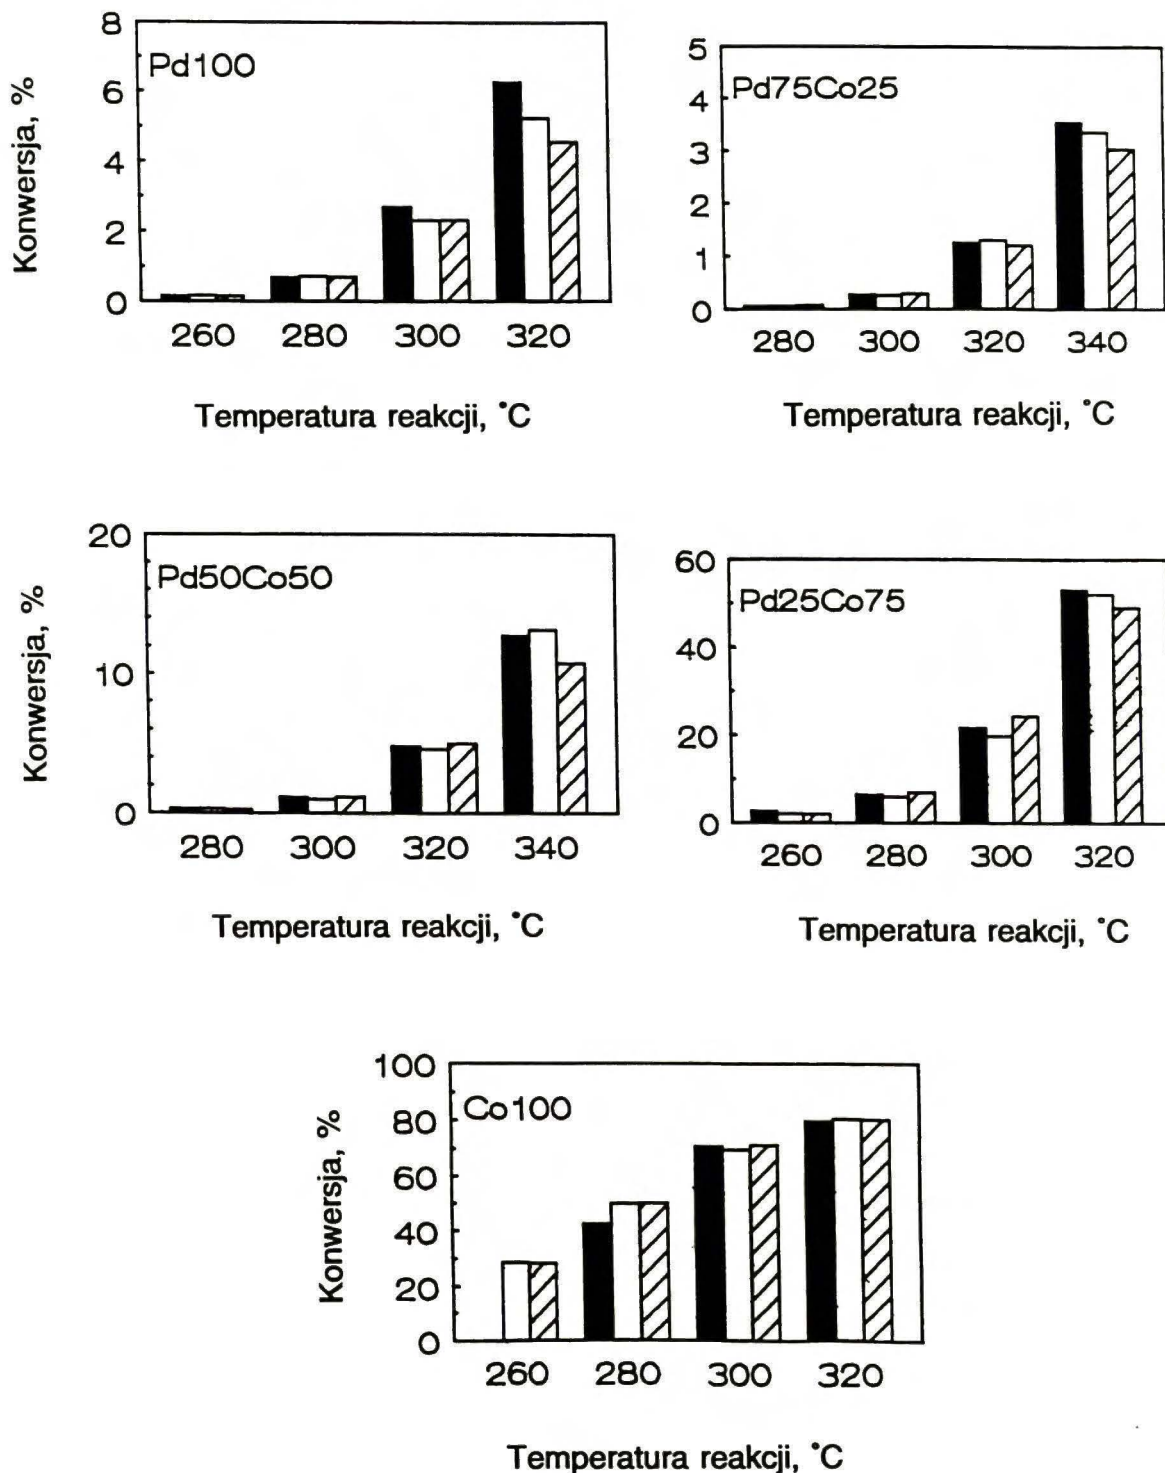 8
6
4
2
0
Konwersja, %
Pd100
260 280 300 320
Temperatura reakcji, °C
5
4
3
2
1
0
Pd75Co25
280 300 320 340
Temperatura reakcji, °C
20
10
0
Konwersja, %
Pd50Co50
280 300 320 340
Temperatura reakcji, °C
60
40
20
0
Pd25Co75
260 280 300 320
Temperatura reakcji, °C
100
80
60
40
20
0
Konwersja, %
Co100
260 280 300 320
Temperatura reakcji, °C